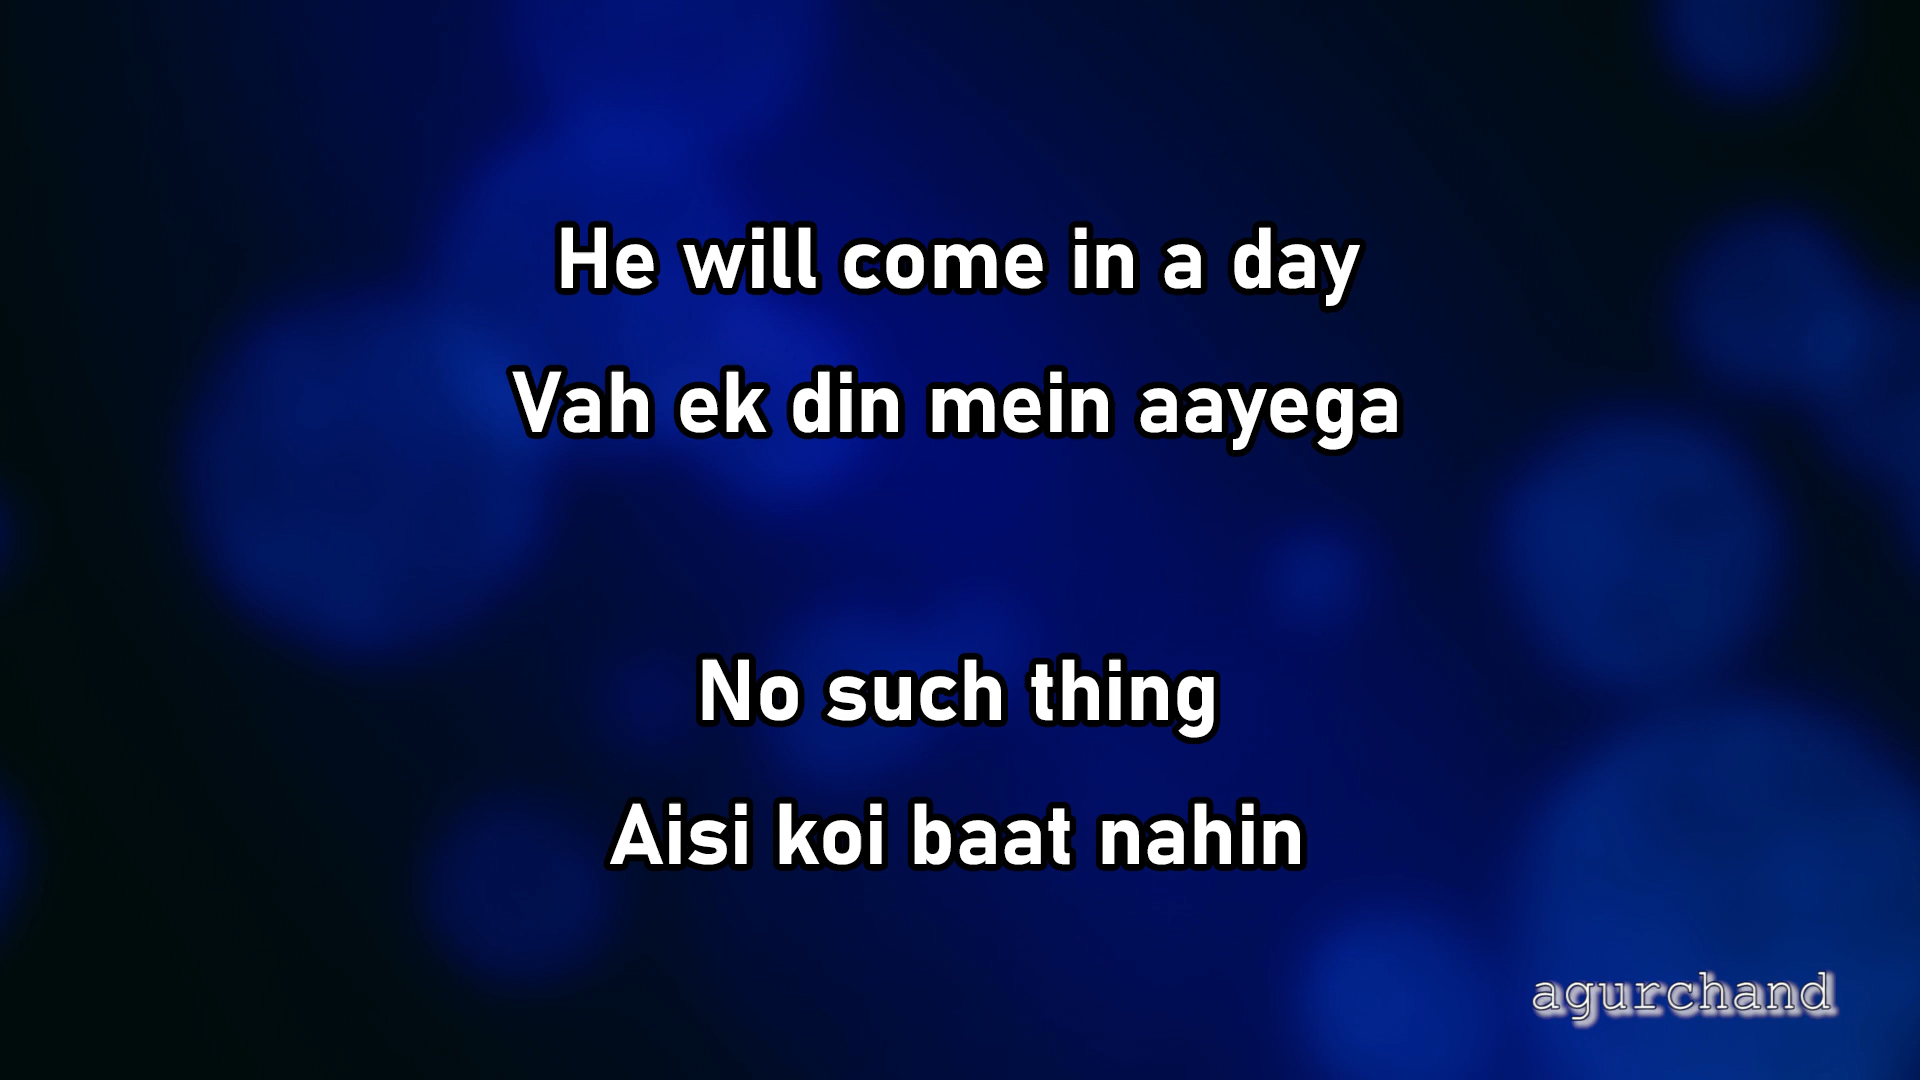 He will come in a day
Vah ek din mein aayega
No such thing
Aisi koi baat nahin
agurchand